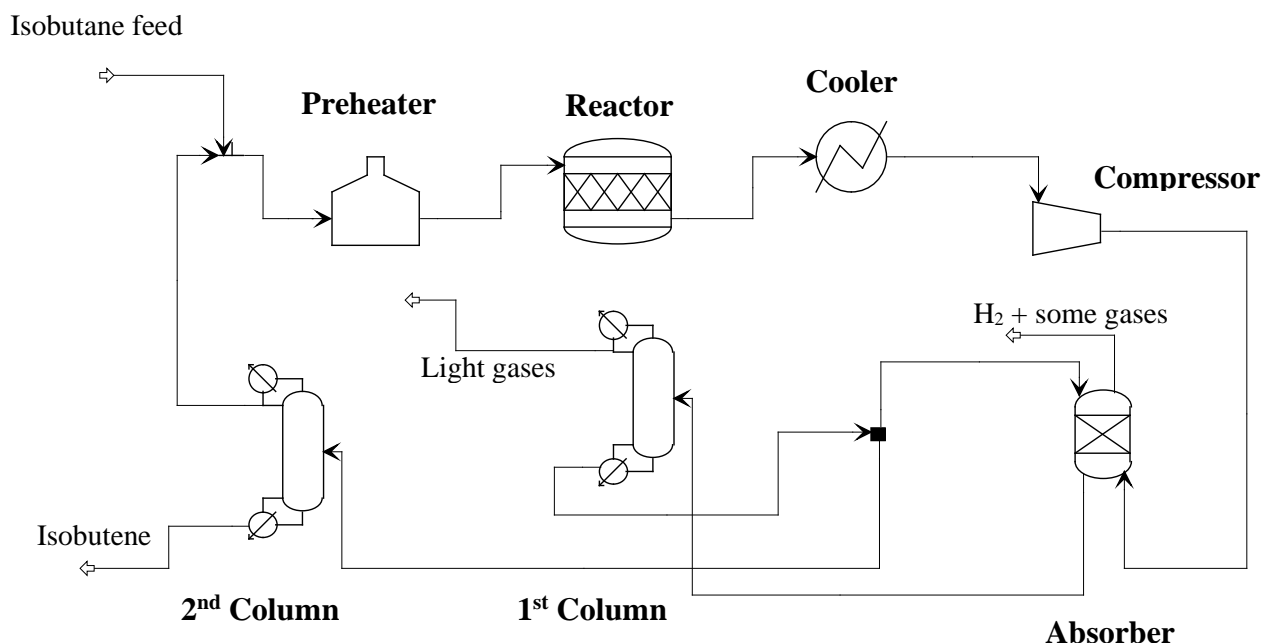 Isobutane feed
Preheater
Reactor
Cooler
Compressor
H₂ + some gases
Light gases
Isobutene
2ⁿᵈ Column
1ˢᵗ Column
Absorber